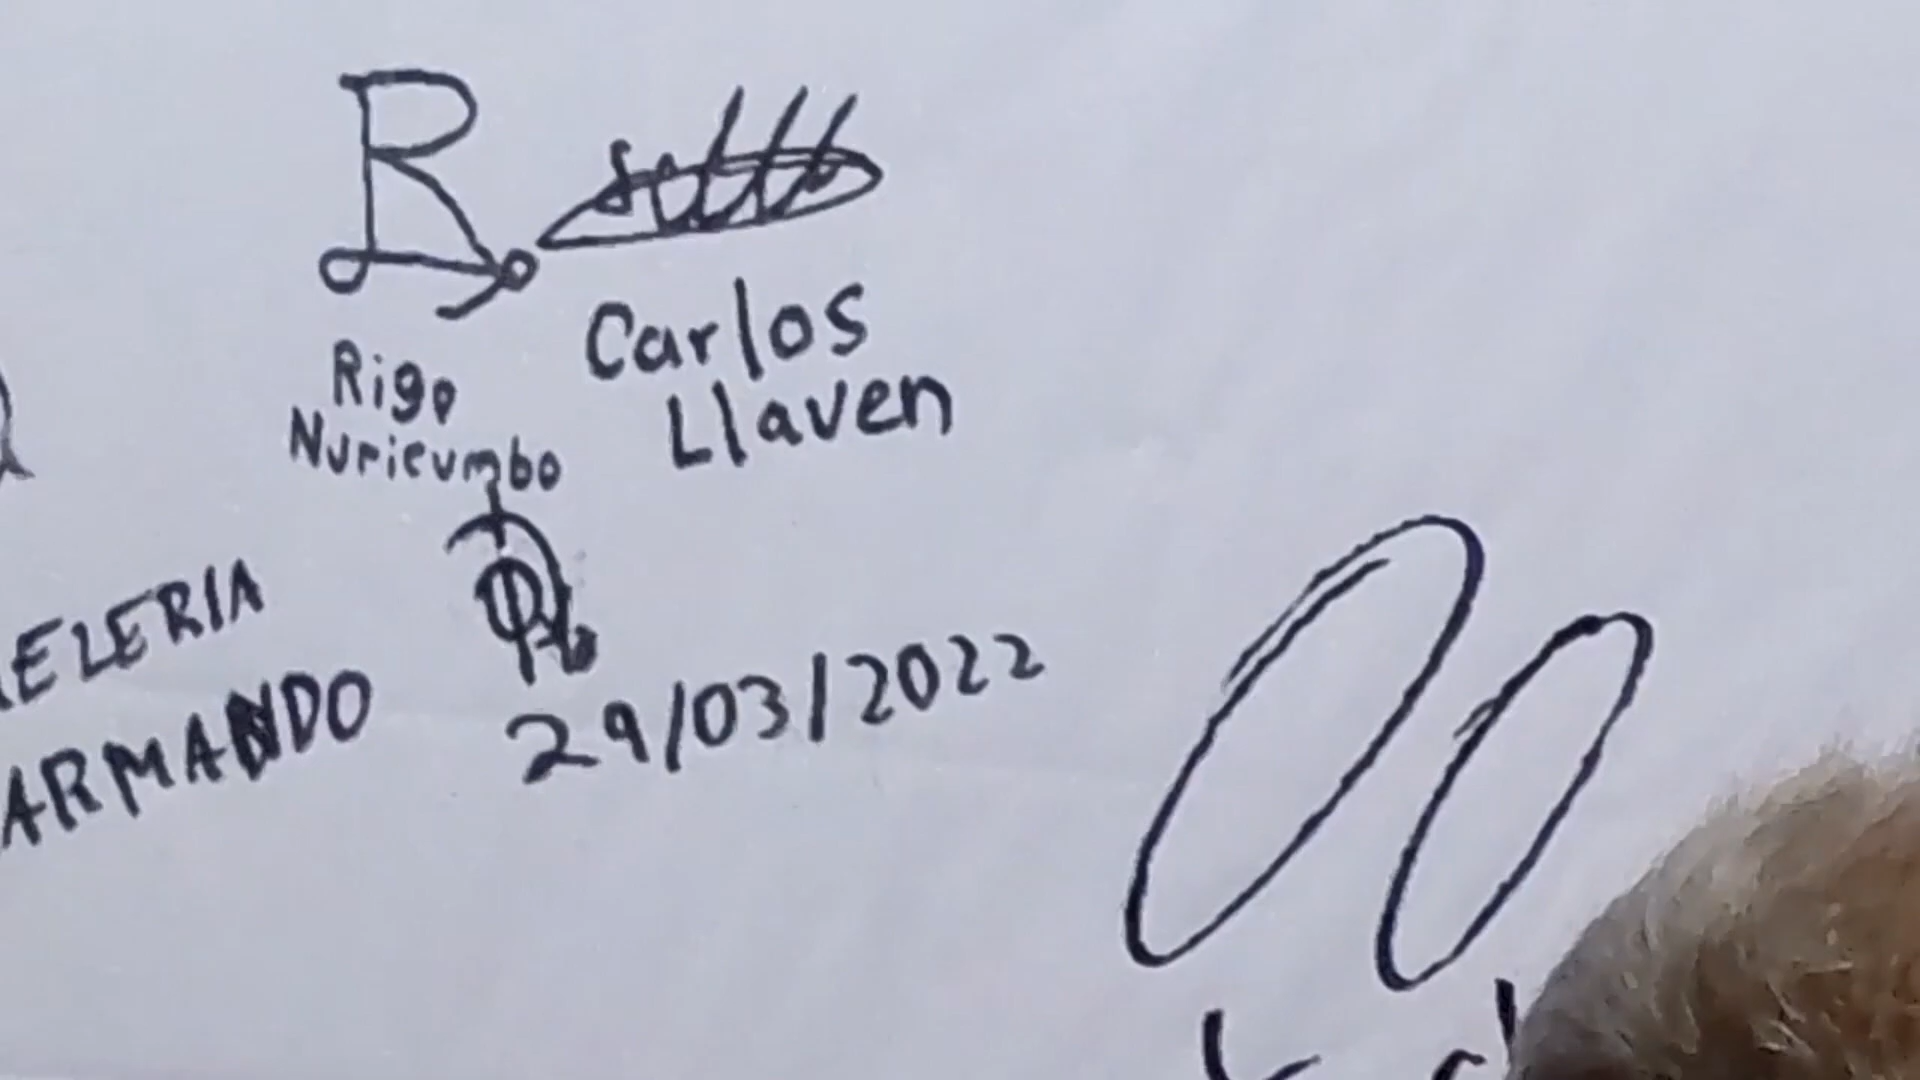 R
Carlos
Llaven
Rigo
Nuricumbo
ELERIA
ARMANDO
29/03/2022